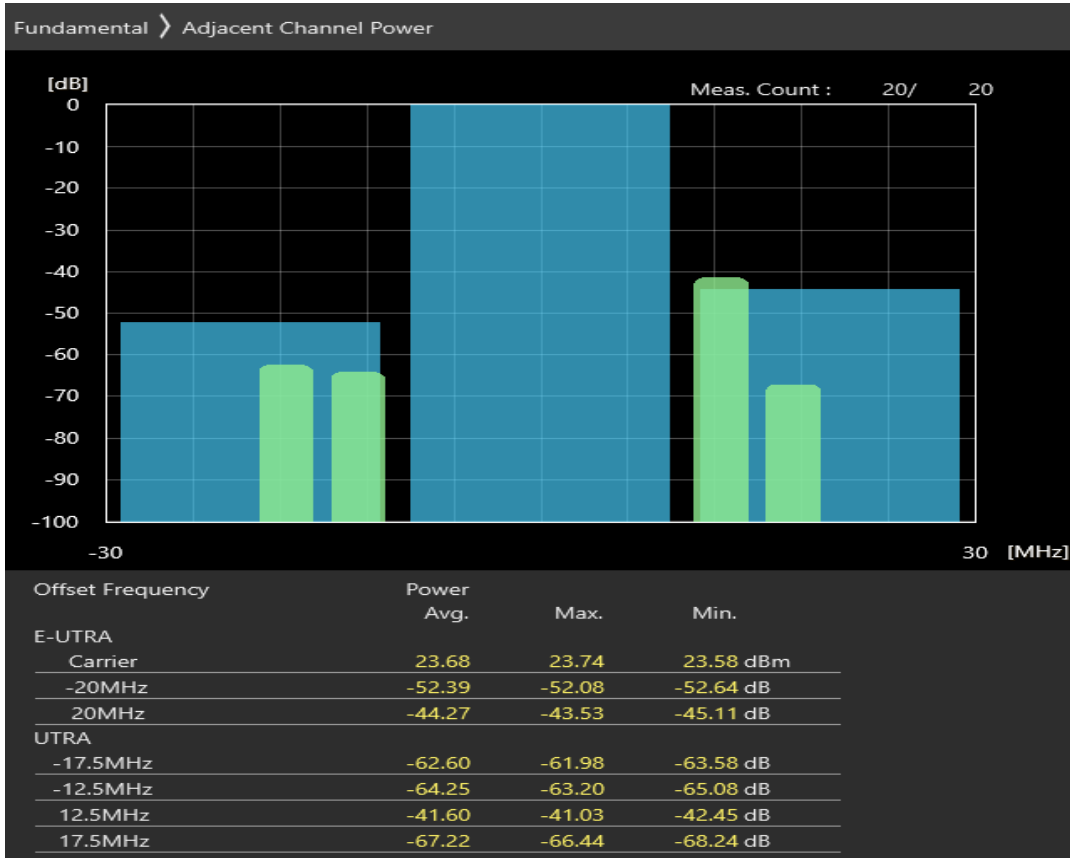 Fundamental 〉 Adjacent Channel Power
[dB]
Meas. Count : 20/ 20
0
-10
-20
-30
-40
-50
-60
-70
-80
-90
-100
-30 30 [MHz]
Offset Frequency Power
Avg. Max. Min.
E-UTRA
Carrier 23.68 23.74 23.58 dBm
-20MHz -52.39 -52.08 -52.64 dB
20MHz -44.27 -43.53 -45.11 dB
UTRA
-17.5MHz -62.60 -61.98 -63.58 dB
-12.5MHz -64.25 -63.20 -65.08 dB
12.5MHz -41.60 -41.03 -42.45 dB
17.5MHz -67.22 -66.44 -68.24 dB